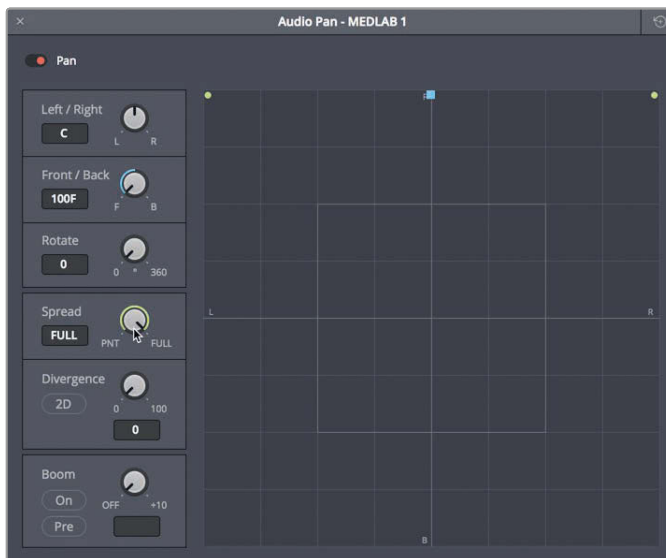 Audio Pan - MEDLAB 1
Pan
Left / Right
C
L R
Front / Back
100F
F B
Rotate
0
0 ° 360
Spread
FULL
PNT FULL
Divergence
2D
0 100
0
Boom
On
OFF +10
Pre
F
L
R
B